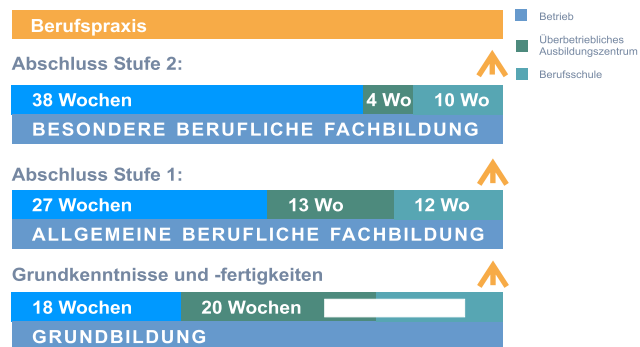 Berufspraxis
Abschluss Stufe 2:
38 Wochen 4 Wo 10 Wo
BESONDERE BERUFLICHE FACHBILDUNG
Abschluss Stufe 1:
27 Wochen 13 Wo 12 Wo
ALLGEMEINE BERUFLICHE FACHBILDUNG
Grundkenntnisse und -fertigkeiten
18 Wochen 20 Wochen
GRUNDBILDUNG
Betrieb
Überbetriebliches
Ausbildungszentrum
Berufsschule